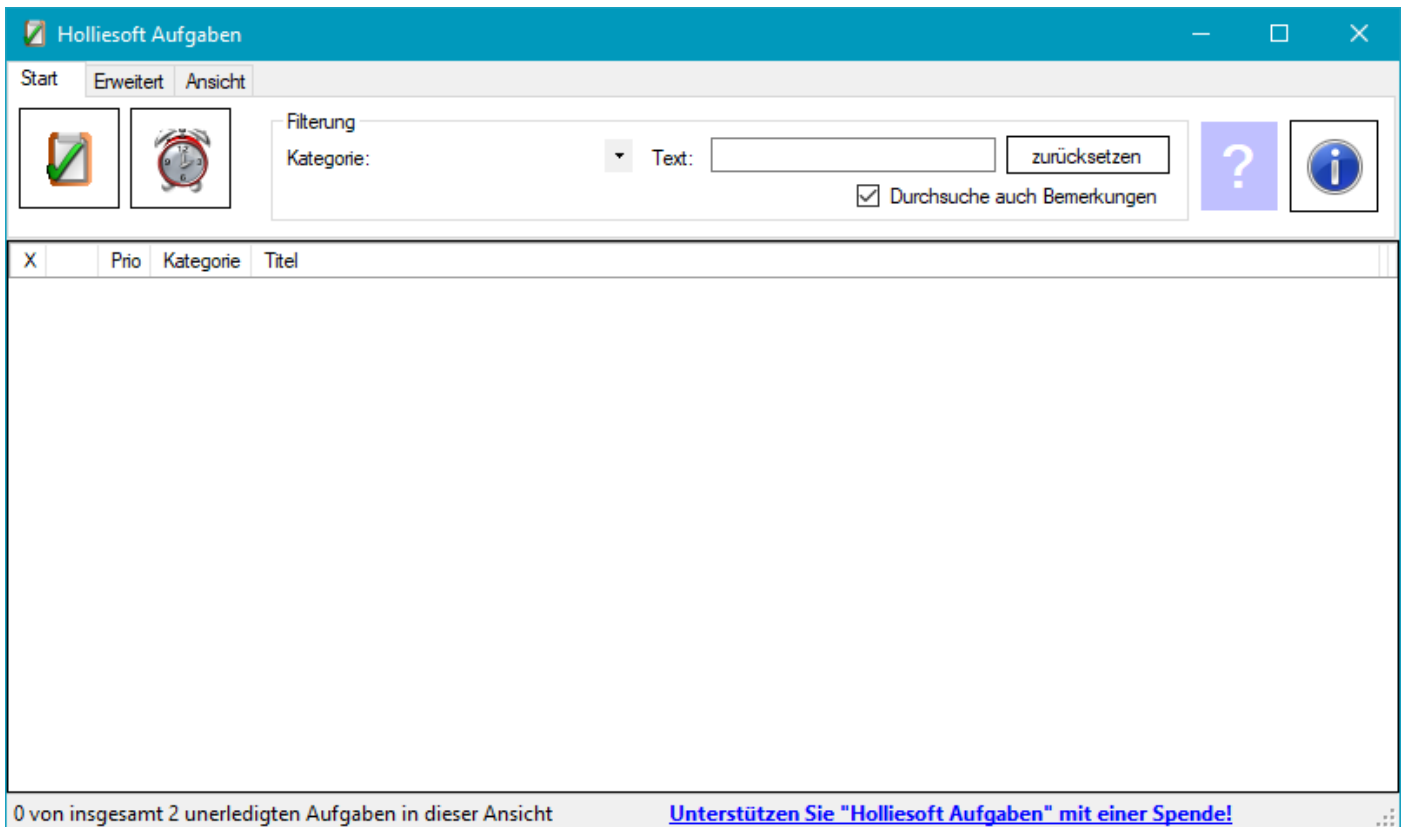 Holliesoft Aufgaben
Start Erweitert Ansicht
Filterung
Kategorie: Text: zurücksetzen ?
Durchsuche auch Bemerkungen
X Prio Kategorie Titel
0 von insgesamt 2 unerledigten Aufgaben in dieser Ansicht Unterstützen Sie "Holliesoft Aufgaben" mit einer Spende!